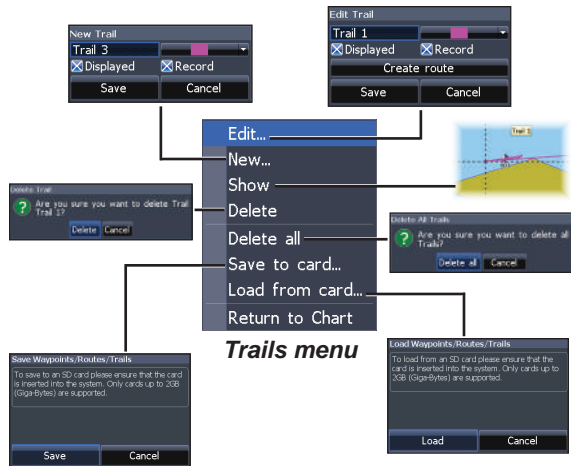 New Trail
Trail 3
Displayed
Record
Save
Cancel
Edit Trail
Trail 1
Displayed
Record
Create route
Save
Cancel
Edit...
New...
Show
Delete
Delete all
Save to card...
Load from card...
Return to Chart
Trails menu
Trail 1
Delete Trail
Are you sure you want to delete Trail
Trail 1?
Delete
Cancel
Delete All Trails
Are you sure you want to delete all
Trails?
Delete all
Cancel
Save Waypoints/Routes/Trails
To save to an SD card please ensure that the card
is inserted into the system. Only cards up to 2GB
(Giga-Bytes) are supported.
Save
Cancel
Load Waypoints/Routes/Trails
To load from an SD card please ensure that the
card is inserted into the system. Only cards up to
2GB (Giga-Bytes) are supported.
Load
Cancel